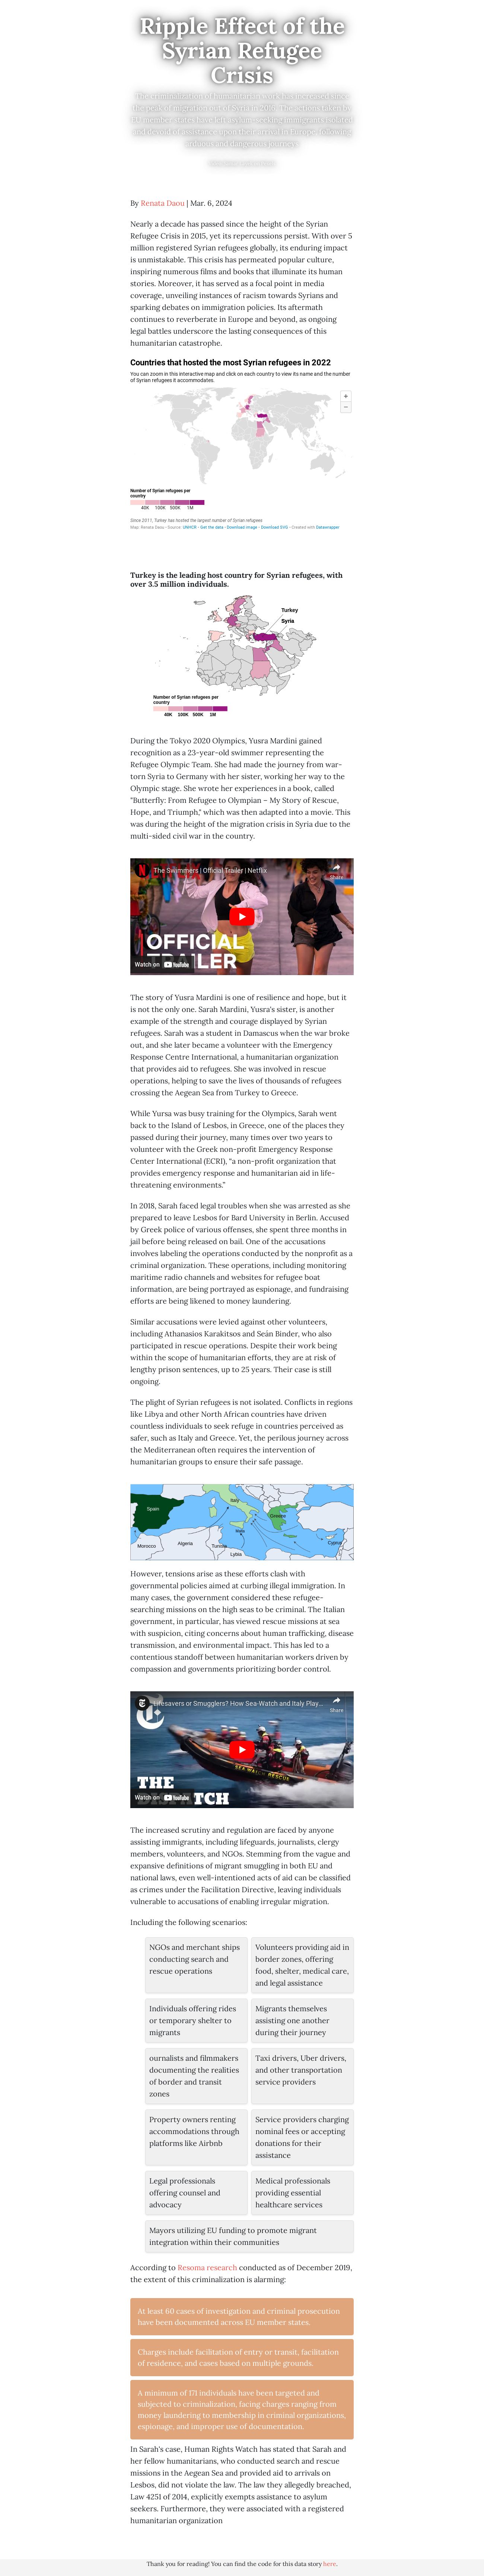 Ripple Effect of the
Syrian Refugee
Crisis
The criminalization of humanitarian work has increased since
By Renata Daou | Mar. 6, 2024
Nearly a decade has passed since the height of the Syrian
Refugee Crisis in 2015, yet its repercussions persist. With over 5
million registered Syrian refugees globally, its enduring impact
is unmistakable. This crisis has permeated popular culture,
inspiring numerous films and books that illuminate its human
stories. Moreover, it has served as a focal point in media
coverage, unveiling instances of racism towards Syrians and
sparking debates on immigration policies. Its aftermath
continues to reverberate in Europe and beyond, as ongoing
legal battles underscore the lasting consequences of this
humanitarian catastrophe.
Countries that hosted the most Syrian refugees in 2022
You can zoom in this interactive map and click on each country to view its name and the number
of Syrian refugees it accommodates.
+
−
Number of Syrian refugees per
country
40K 100K 500K 1M
Since 2011, Turkey has hosted the largest number of Syrian refugees
Map: Renata Daou • Source: UNHCR • Get the data • Download image • Download SVG • Created with Datawrapper
Turkey is the leading host country for Syrian refugees, with
over 3.5 million individuals.
Turkey
Syria
Number of Syrian refugees per
country
40K 100K 500K 1M
During the Tokyo 2020 Olympics, Yusra Mardini gained
recognition as a 23-year-old swimmer representing the
Refugee Olympic Team. She had made the journey from war-
torn Syria to Germany with her sister, working her way to the
Olympic stage. She wrote her experiences in a book, called
"Butterfly: From Refugee to Olympian – My Story of Rescue,
Hope, and Triumph," which was then adapted into a movie. This
was during the height of the migration crisis in Syria due to the
multi-sided civil war in the country.
The Swimmers | Official Trailer | Netflix
Share
OFFICIAL
TRAILER
Watch on YouTube
The story of Yusra Mardini is one of resilience and hope, but it
is not the only one. Sarah Mardini, Yusra's sister, is another
example of the strength and courage displayed by Syrian
refugees. Sarah was a student in Damascus when the war broke
out, and she later became a volunteer with the Emergency
Response Centre International, a humanitarian organization
that provides aid to refugees. She was involved in rescue
operations, helping to save the lives of thousands of refugees
crossing the Aegean Sea from Turkey to Greece.
While Yursa was busy training for the Olympics, Sarah went
back to the Island of Lesbos, in Greece, one of the places they
passed during their journey, many times over two years to
volunteer with the Greek non-profit Emergency Response
Center International (ECRI), “a non-profit organization that
provides emergency response and humanitarian aid in life-
threatening environments.”
In 2018, Sarah faced legal troubles when she was arrested as she
prepared to leave Lesbos for Bard University in Berlin. Accused
by Greek police of various offenses, she spent three months in
jail before being released on bail. One of the accusations
involves labeling the operations conducted by the nonprofit as a
criminal organization. These operations, including monitoring
maritime radio channels and websites for refugee boat
information, are being portrayed as espionage, and fundraising
efforts are being likened to money laundering.
Similar accusations were levied against other volunteers,
including Athanasios Karakitsos and Seán Binder, who also
participated in rescue operations. Despite their work being
within the scope of humanitarian efforts, they are at risk of
lengthy prison sentences, up to 25 years. Their case is still
ongoing.
The plight of Syrian refugees is not isolated. Conflicts in regions
like Libya and other North African countries have driven
countless individuals to seek refuge in countries perceived as
safer, such as Italy and Greece. Yet, the perilous journey across
the Mediterranean often requires the intervention of
humanitarian groups to ensure their safe passage.
Spain
Italy
Greece
Malta
Cyprus
Morocco
Algeria
Tunisia
Lybia
However, tensions arise as these efforts clash with
governmental policies aimed at curbing illegal immigration. In
many cases, the government considered these refugee-
searching missions on the high seas to be criminal. The Italian
government, in particular, has viewed rescue missions at sea
with suspicion, citing concerns about human trafficking, disease
transmission, and environmental impact. This has led to a
contentious standoff between humanitarian workers driven by
compassion and governments prioritizing border control.
Lifesavers or Smugglers? How Sea-Watch and Italy Play...
Share
SEA-WATCH RESCUE
THE
DISPATCH
Watch on YouTube
The increased scrutiny and regulation are faced by anyone
assisting immigrants, including lifeguards, journalists, clergy
members, volunteers, and NGOs. Stemming from the vague and
expansive definitions of migrant smuggling in both EU and
national laws, even well-intentioned acts of aid can be classified
as crimes under the Facilitation Directive, leaving individuals
vulnerable to accusations of enabling irregular migration.
Including the following scenarios:
NGOs and merchant ships
conducting search and
rescue operations
Volunteers providing aid in
border zones, offering
food, shelter, medical care,
and legal assistance
Individuals offering rides
or temporary shelter to
migrants
Migrants themselves
assisting one another
during their journey
ournalists and filmmakers
documenting the realities
of border and transit
zones
Taxi drivers, Uber drivers,
and other transportation
service providers
Property owners renting
accommodations through
platforms like Airbnb
Service providers charging
nominal fees or accepting
donations for their
assistance
Legal professionals
offering counsel and
advocacy
Medical professionals
providing essential
healthcare services
Mayors utilizing EU funding to promote migrant
integration within their communities
According to Resoma research conducted as of December 2019,
the extent of this criminalization is alarming:
At least 60 cases of investigation and criminal prosecution
have been documented across EU member states.
Charges include facilitation of entry or transit, facilitation
of residence, and cases based on multiple grounds.
A minimum of 171 individuals have been targeted and
subjected to criminalization, facing charges ranging from
money laundering to membership in criminal organizations,
espionage, and improper use of documentation.
In Sarah's case, Human Rights Watch has stated that Sarah and
her fellow humanitarians, who conducted search and rescue
missions in the Aegean Sea and provided aid to arrivals on
Lesbos, did not violate the law. The law they allegedly breached,
Law 4251 of 2014, explicitly exempts assistance to asylum
seekers. Furthermore, they were associated with a registered
humanitarian organization
Thank you for reading! You can find the code for this data story here.